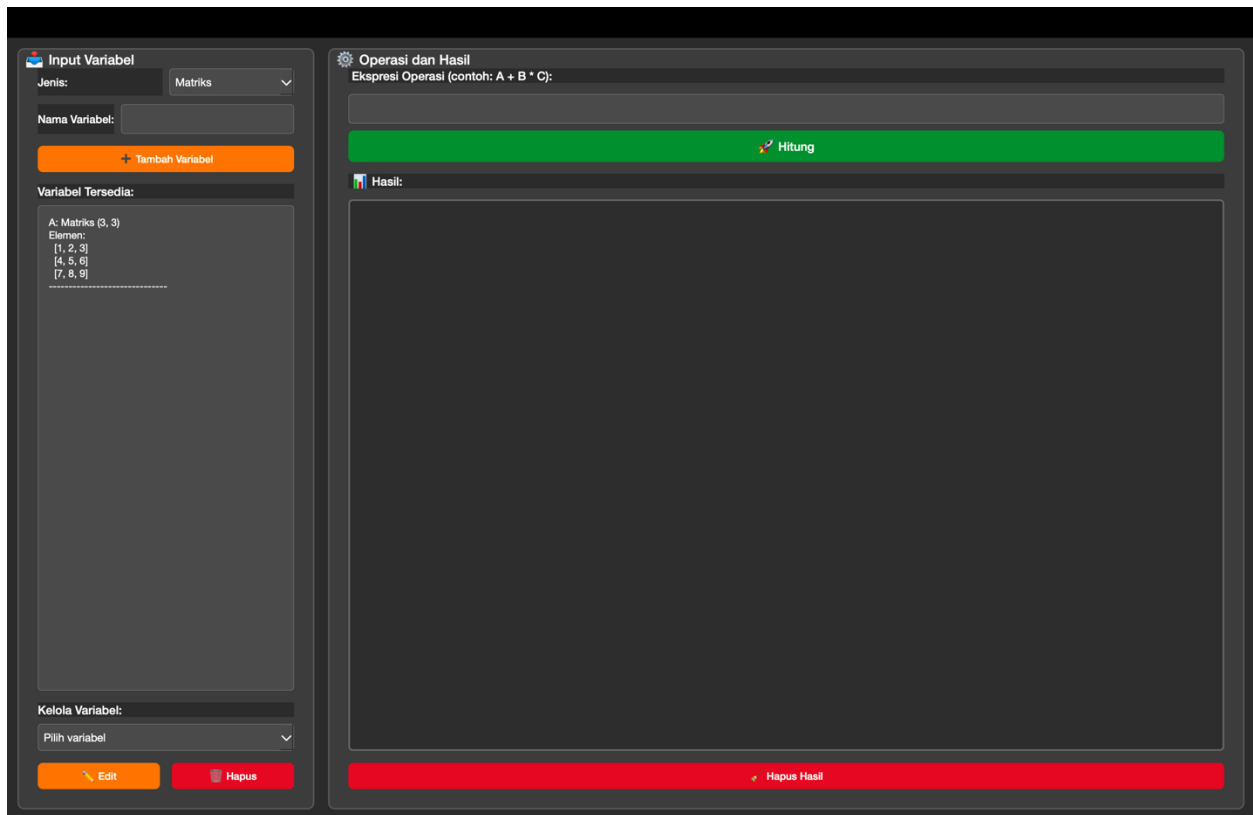 Input Variabel
Jenis: Matriks
Nama Variabel:
Tambah Variabel
Variabel Tersedia:
A: Matriks (3, 3)
Elemen:
[1, 2, 3]
[4, 5, 6]
[7, 8, 9]
------------------------------
Kelola Variabel:
Pilih variabel
Edit Hapus
Operasi dan Hasil
Ekspresi Operasi (contoh: A + B * C):
Hitung
Hasil:
Hapus Hasil